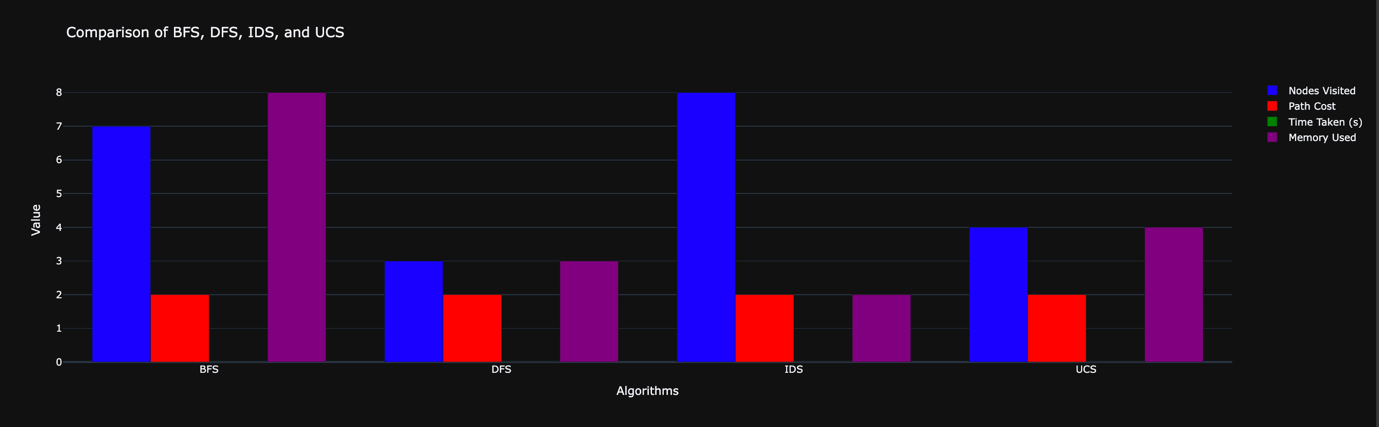 Comparison of BFS, DFS, IDS, and UCS
Nodes Visited
Path Cost
Time Taken (s)
Memory Used
Value
8
7
6
5
4
3
2
1
0
BFS DFS IDS UCS
Algorithms